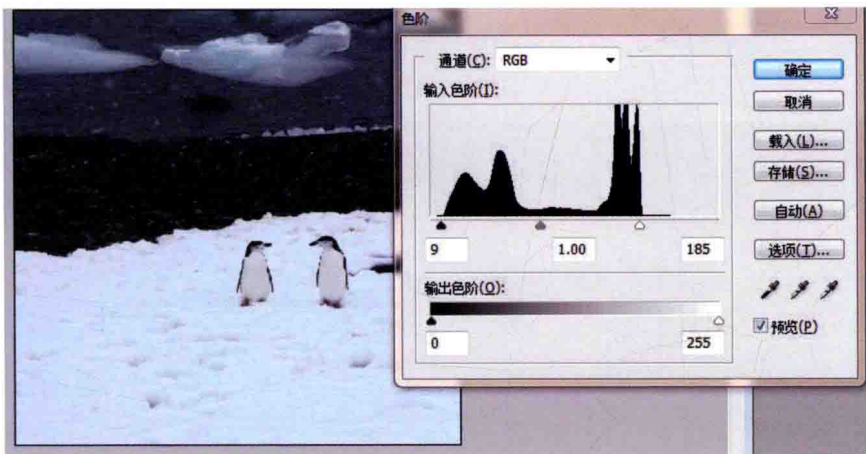 色阶
通道(C): RGB
输入色阶(I):
9 1.00 185
输出色阶(O):
0 255
确定
取消
载入(L)...
存储(S)...
自动(A)
选项(T)...
预览(P)